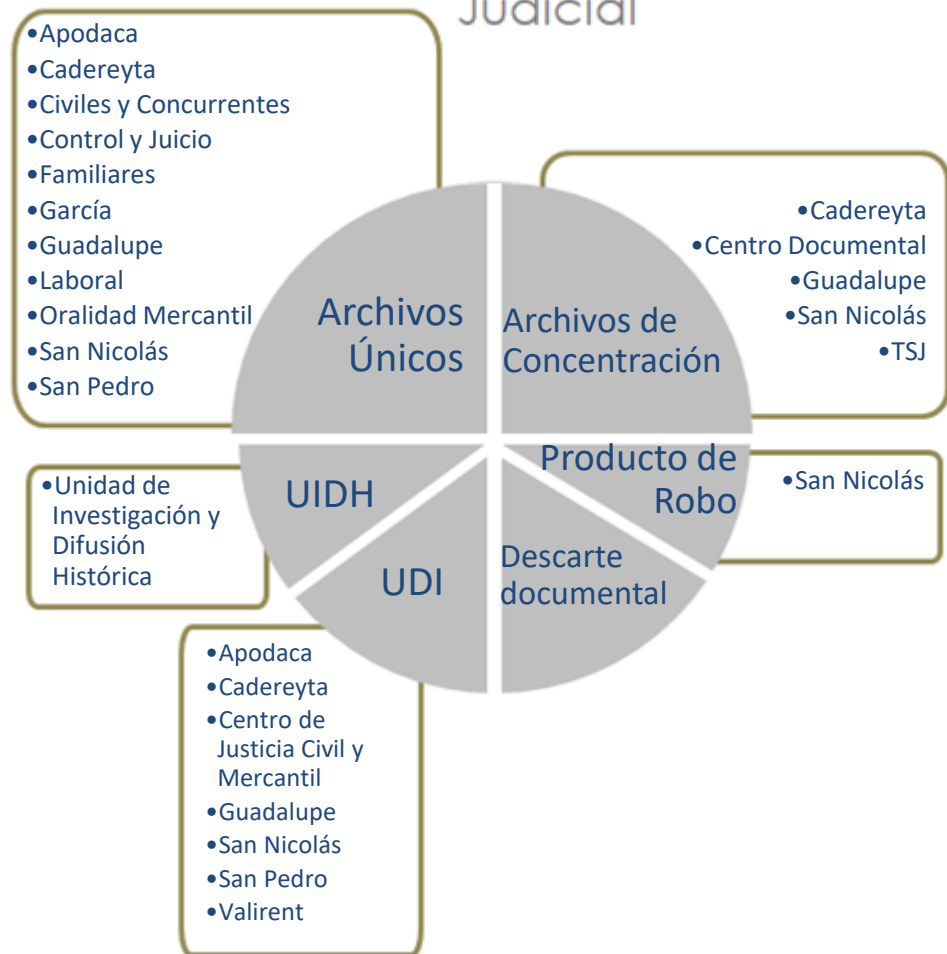 Judicial
•Apodaca
•Cadereyta
•Civiles y Concurrentes
•Control y Juicio
•Familiares
•García
•Guadalupe
•Laboral
•Oralidad Mercantil
•San Nicolás
•San Pedro
•Cadereyta
•Centro Documental
•Guadalupe
•San Nicolás
•TSJ
Archivos
Únicos
Archivos de
Concentración
•Unidad de
Investigación y
Difusión
Histórica
UIDH
Producto de
Robo
•San Nicolás
UDI
Descarte
documental
•Apodaca
•Cadereyta
•Centro de
Justicia Civil y
Mercantil
•Guadalupe
•San Nicolás
•San Pedro
•Valirent